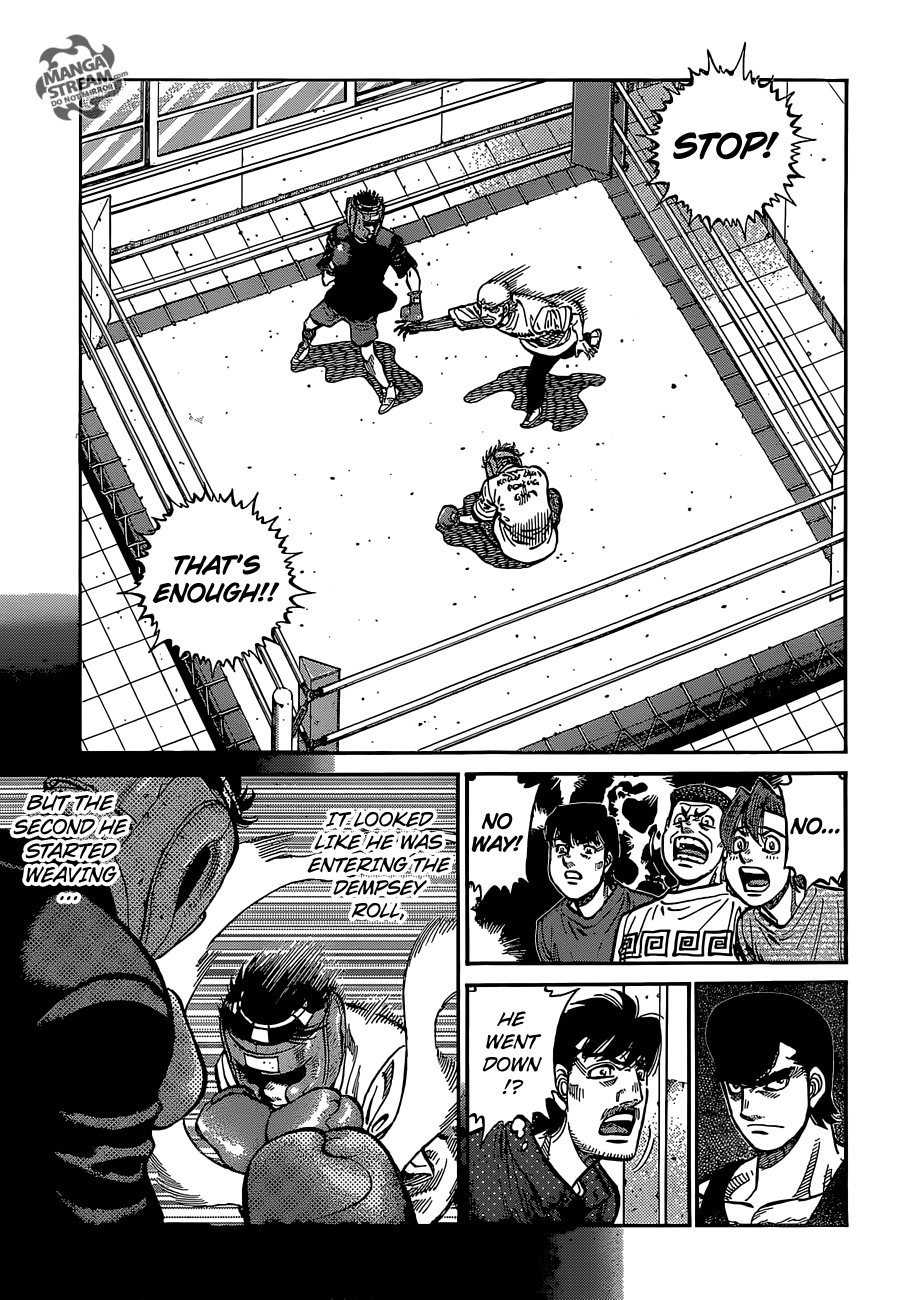 MANGA
STREAM.com
DO NOT MIRROR
STOP!
THAT'S
ENOUGH!!
NO...
NO
WAY!
IT LOOKED
LIKE HE WAS
ENTERING THE
DEMPSEY
ROLL,
BUT THE
SECOND HE
STARTED
WEAVING
...
HE
WENT
DOWN
!?